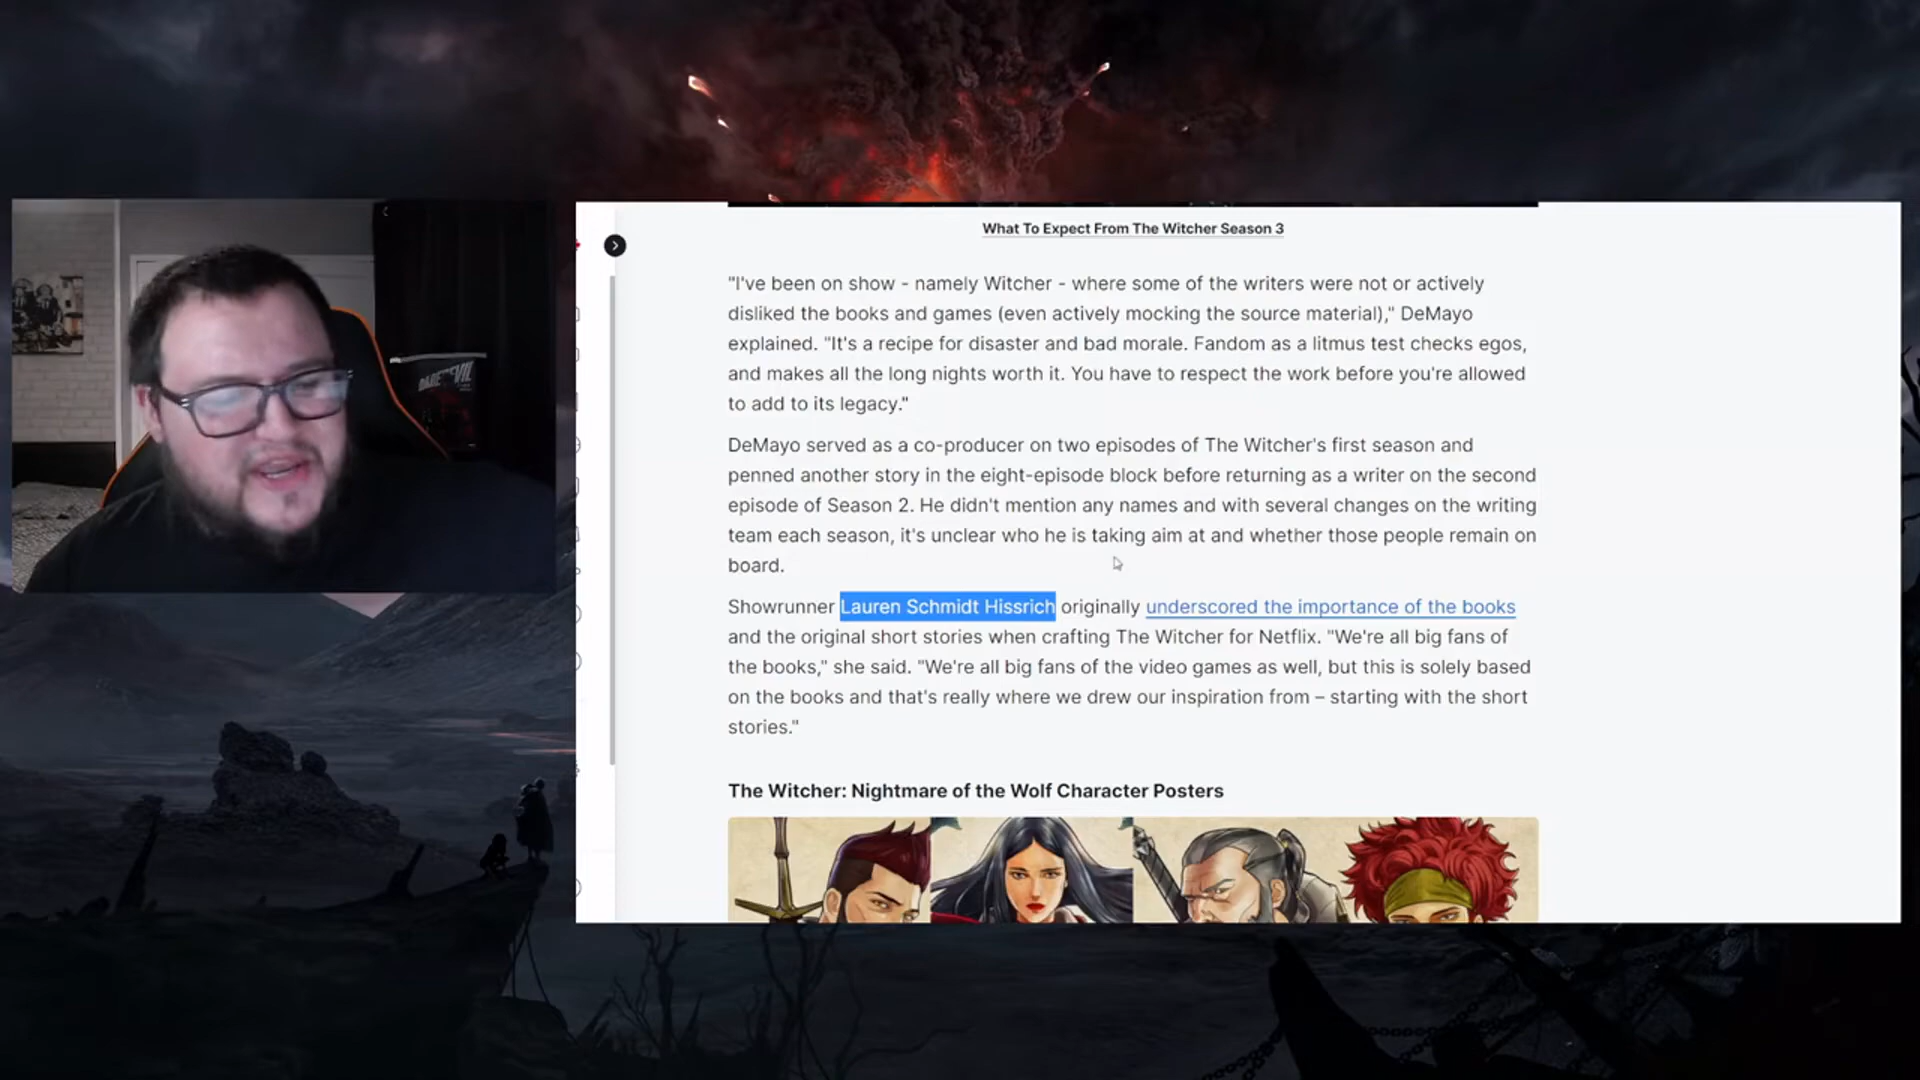 DAREDEVIL
What To Expect From The Witcher Season 3
"I've been on show - namely Witcher - where some of the writers were not or actively
disliked the books and games (even actively mocking the source material)," DeMayo
explained. "It's a recipe for disaster and bad morale. Fandom as a litmus test checks egos,
and makes all the long nights worth it. You have to respect the work before you're allowed
to add to its legacy."
DeMayo served as a co-producer on two episodes of The Witcher's first season and
penned another story in the eight-episode block before returning as a writer on the second
episode of Season 2. He didn't mention any names and with several changes on the writing
team each season, it's unclear who he is taking aim at and whether those people remain on
board.
Showrunner Lauren Schmidt Hissrich originally underscored the importance of the books
and the original short stories when crafting The Witcher for Netflix. "We're all big fans of
the books," she said. "We're all big fans of the video games as well, but this is solely based
on the books and that's really where we drew our inspiration from – starting with the short
stories."
The Witcher: Nightmare of the Wolf Character Posters